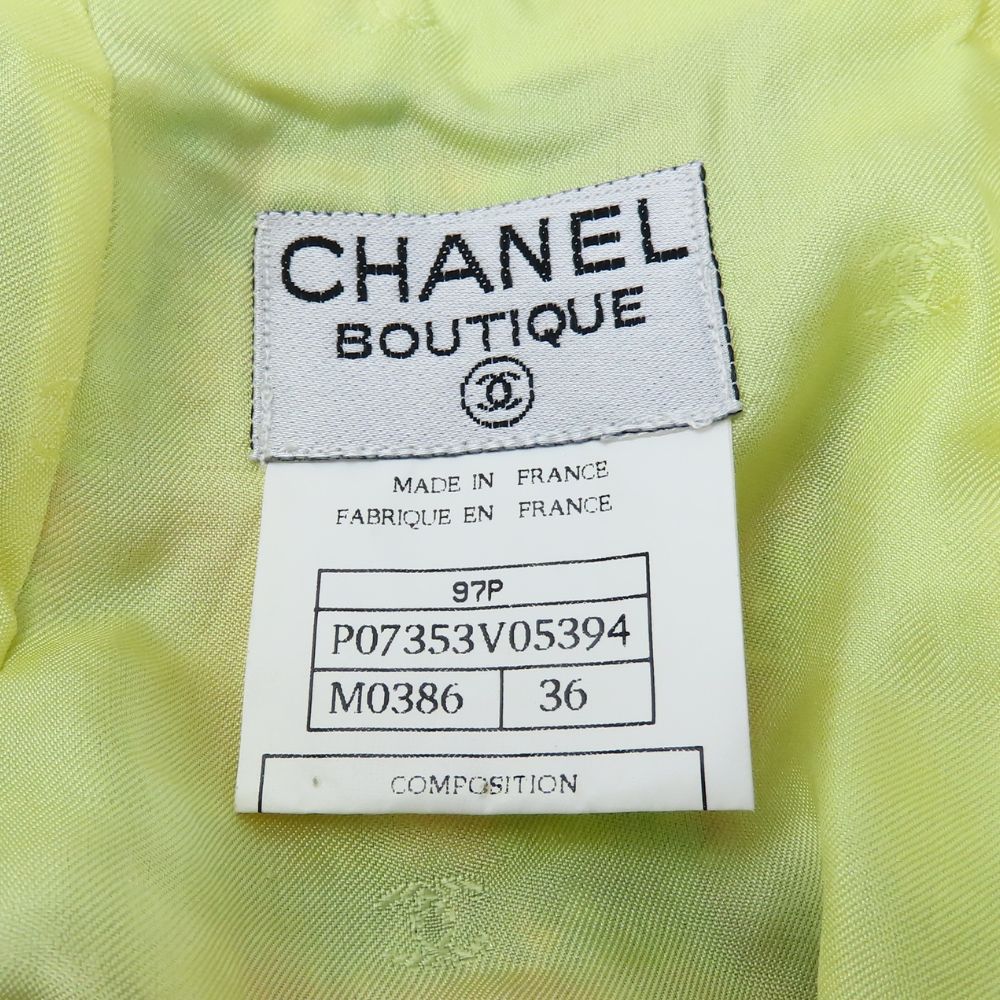 CHANEL
BOUTIQUE
MADE IN FRANCE
FABRIQUE EN FRANCE
97P
P07353V05394
M0386 36
COMPOSITION